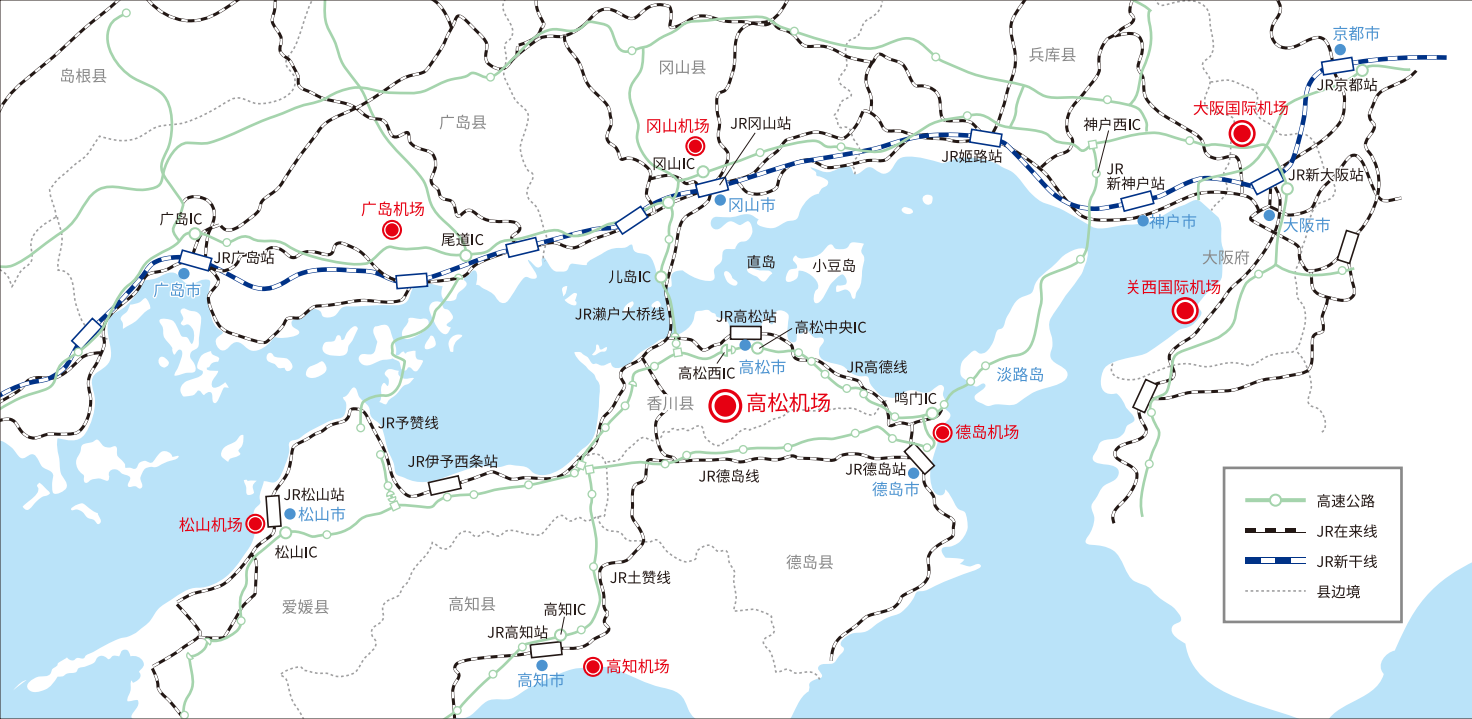 京都市
兵库县
冈山县
岛根县
JR京都站
大阪国际机场
广岛县
JR冈山站
神户西IC
冈山机场
JR姬路站
冈山IC
JR
新神户站
JR新大阪站
冈山市
广岛机场
广岛IC
神户市
大阪市
尾道IC
JR广岛站
大阪府
直岛
小豆岛
儿岛IC
广岛市
关西国际机场
JR濑户大桥线
JR高松站
高松中央IC
高松市
JR高德线
高松西IC
淡路岛
香川县
高松机场
鸣门IC
JR予赞线
德岛机场
JR伊予西条站
JR德岛站
JR德岛线
德岛市
JR松山站
松山市
松山机场
松山IC
高速公路
JR在来线
JR新干线
县边境
德岛县
JR土赞线
爱媛县
高知县
高知IC
JR高知站
高知机场
高知市